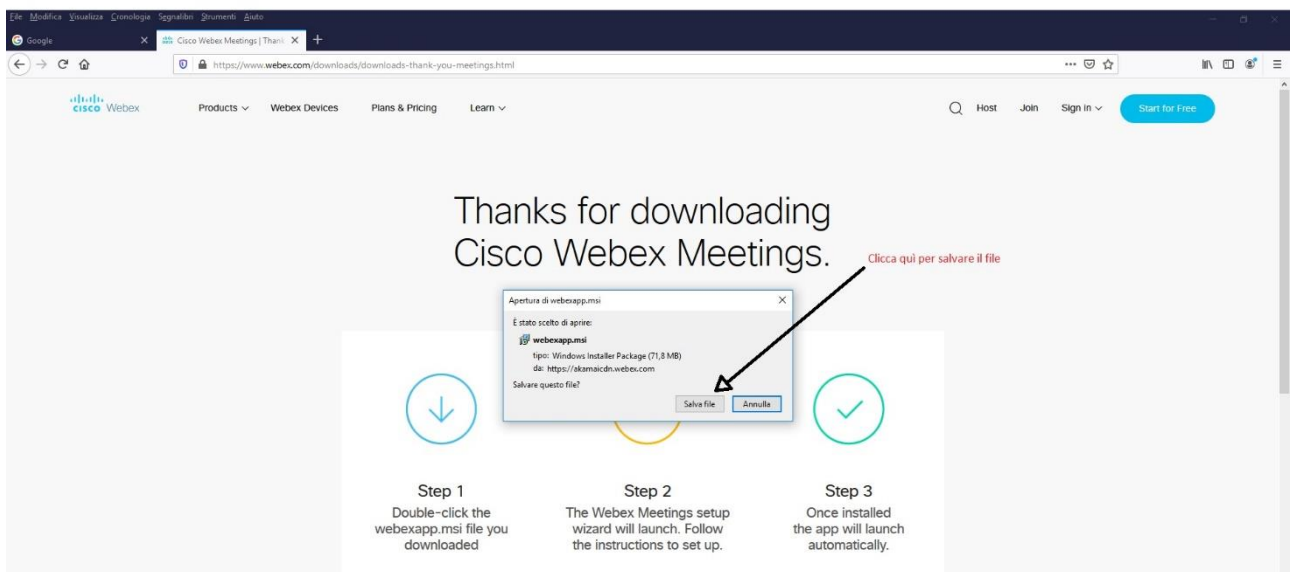 File Modifica Visualizza Cronologia Segnalibri Strumenti Aiuto
Google
Cisco Webex Meetings | Thank
https://www.webex.com/downloads/downloads-thank-you-meetings.html
cisco Webex
Products
Webex Devices
Plans & Pricing
Learn
Host
Join
Sign in
Start for Free
Thanks for downloading
Cisco Webex Meetings.
Clicca quì per salvare il file
Apertura di webexapp.msi
È stato scelto di aprire:
webexapp.msi
tipo: Windows Installer Package (71,8 MB)
da: https://akamaicdn.webex.com
Salvare questo file?
Salva file
Annulla
Step 1
Double-click the
webexapp.msi file you
downloaded
Step 2
The Webex Meetings setup
wizard will launch. Follow
the instructions to set up.
Step 3
Once installed
the app will launch
automatically.